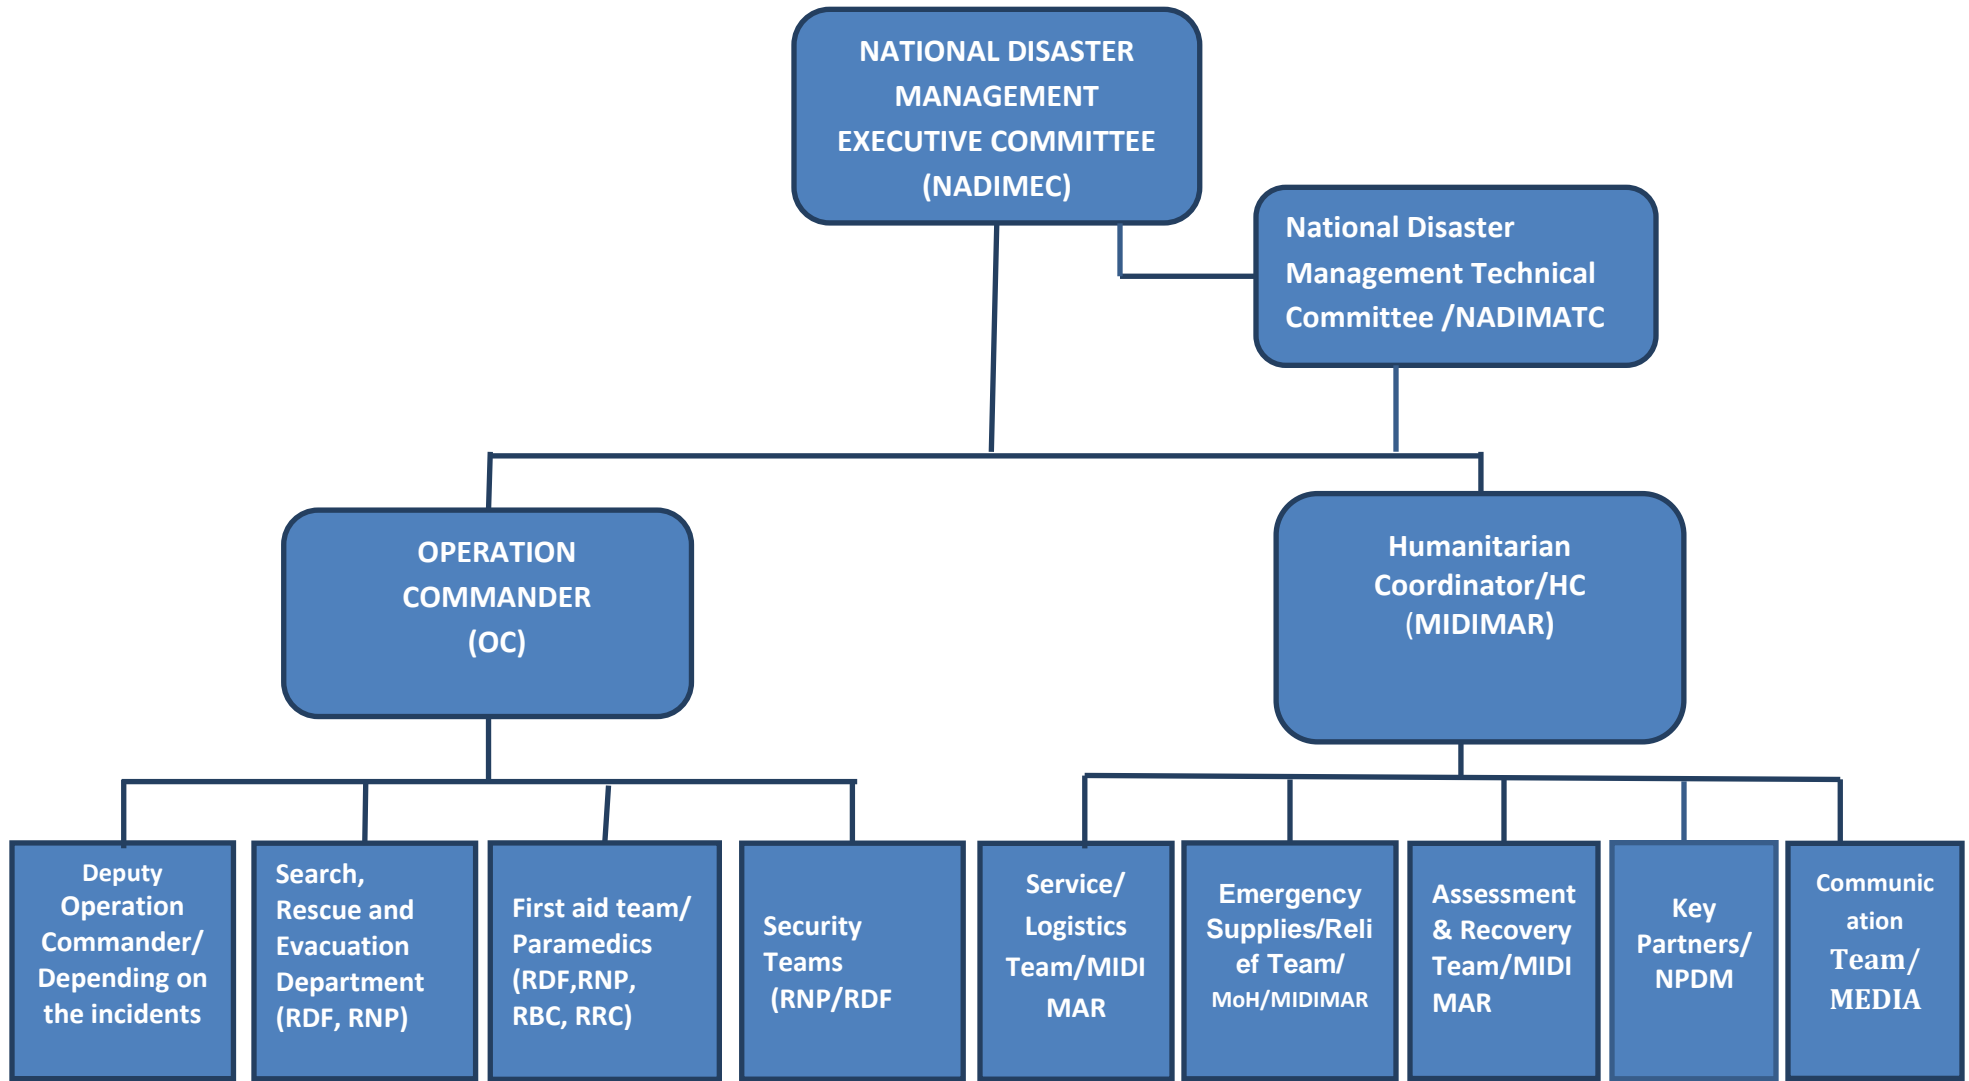 NATIONAL DISASTER
MANAGEMENT
EXECUTIVE COMMITTEE
(NADIMEC)
National Disaster
Management Technical
Committee /NADIMATC
OPERATION
COMMANDER
(OC)
Humanitarian
Coordinator/HC
(MIDIMAR)
Deputy
Operation
Commander/
Depending on
the incidents
Search,
Rescue and
Evacuation
Department
(RDF, RNP)
First aid team/
Paramedics
(RDF,RNP,
RBC, RRC)
Security
Teams
(RNP/RDF
Service/
Logistics
Team/MIDI
MAR
Emergency
Supplies/Reli
ef Team/
MoH/MIDIMAR
Assessment
& Recovery
Team/MIDI
MAR
Key
Partners/
NPDM
Communic
ation
Team/
MEDIA